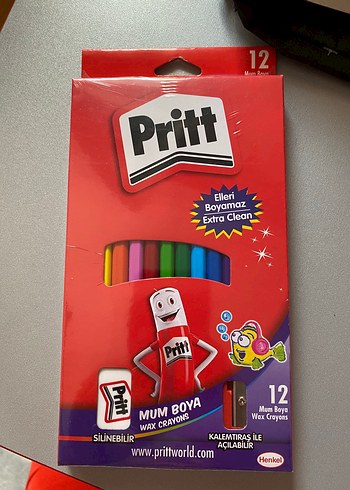 12
Mum Boya
Pritt
Elleri
Boyamaz
Extra Clean
Pritt
Pritt
MUM BOYA
WAX CRAYONS
SİLİNEBİLİR
KALEMTIRAŞ İLE
AÇILABİLİR
12
Mum Boya
Wax Crayons
www.prittworld.com
Henkel